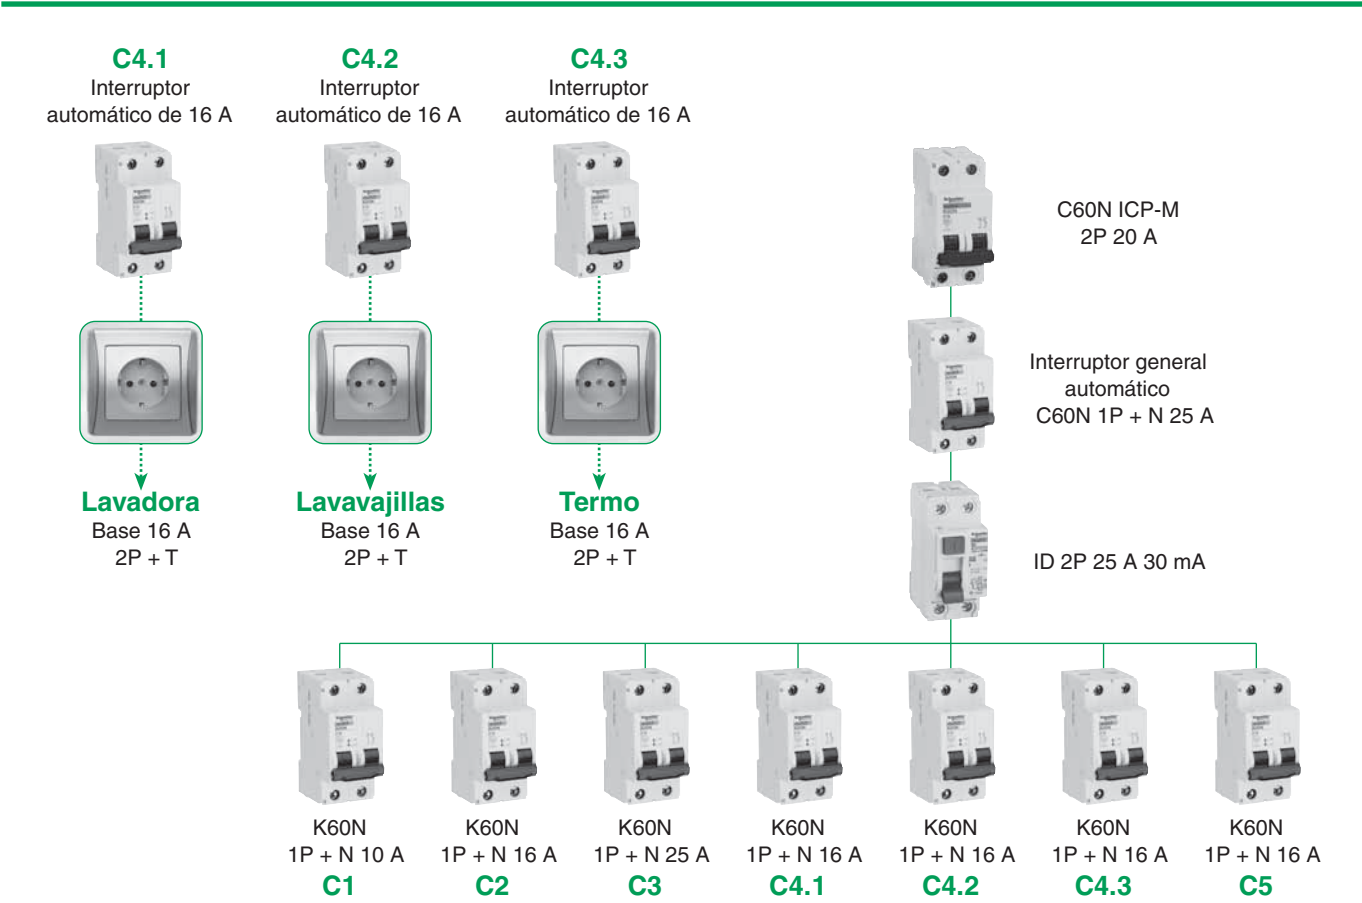 C4.1
Interruptor
automático de 16 A
C4.2
Interruptor
automático de 16 A
C4.3
Interruptor
automático de 16 A
Lavadora
Base 16 A
2P + T
Lavavajillas
Base 16 A
2P + T
Termo
Base 16 A
2P + T
C60N ICP-M
2P 20 A
Interruptor general
automático
C60N 1P + N 25 A
ID 2P 25 A 30 mA
K60N
1P + N 10 A
C1
K60N
1P + N 16 A
C2
K60N
1P + N 25 A
C3
K60N
1P + N 16 A
C4.1
K60N
1P + N 16 A
C4.2
K60N
1P + N 16 A
C4.3
K60N
1P + N 16 A
C5